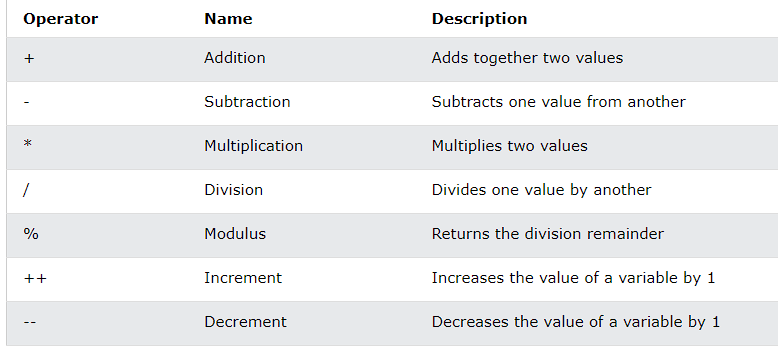 Operator Name Description
+ Addition Adds together two values
- Subtraction Subtracts one value from another
* Multiplication Multiplies two values
/ Division Divides one value by another
% Modulus Returns the division remainder
++ Increment Increases the value of a variable by 1
-- Decrement Decreases the value of a variable by 1